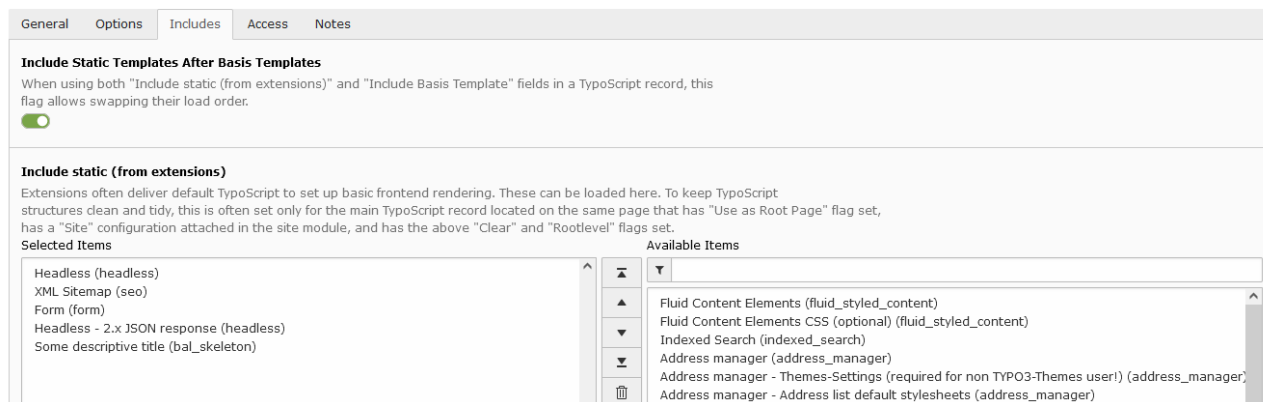 General Options Includes Access Notes
Include Static Templates After Basis Templates
When using both "Include static (from extensions)" and "Include Basis Template" fields in a TypoScript record, this
flag allows swapping their load order.
Include static (from extensions)
Extensions often deliver default TypoScript to set up basic frontend rendering. These can be loaded here. To keep TypoScript
structures clean and tidy, this is often set only for the main TypoScript record located on the same page that has "Use as Root Page" flag set,
has a "Site" configuration attached in the site module, and has the above "Clear" and "Rootlevel" flags set.
Selected Items
Headless (headless)
XML Sitemap (seo)
Form (form)
Headless - 2.x JSON response (headless)
Some descriptive title (bal_skeleton)
Available Items
Fluid Content Elements (fluid_styled_content)
Fluid Content Elements CSS (optional) (fluid_styled_content)
Indexed Search (indexed_search)
Address manager (address_manager)
Address manager - Themes-Settings (required for non TYPO3-Themes user!) (address_manager)
Address manager - Address list default stylesheets (address_manager)